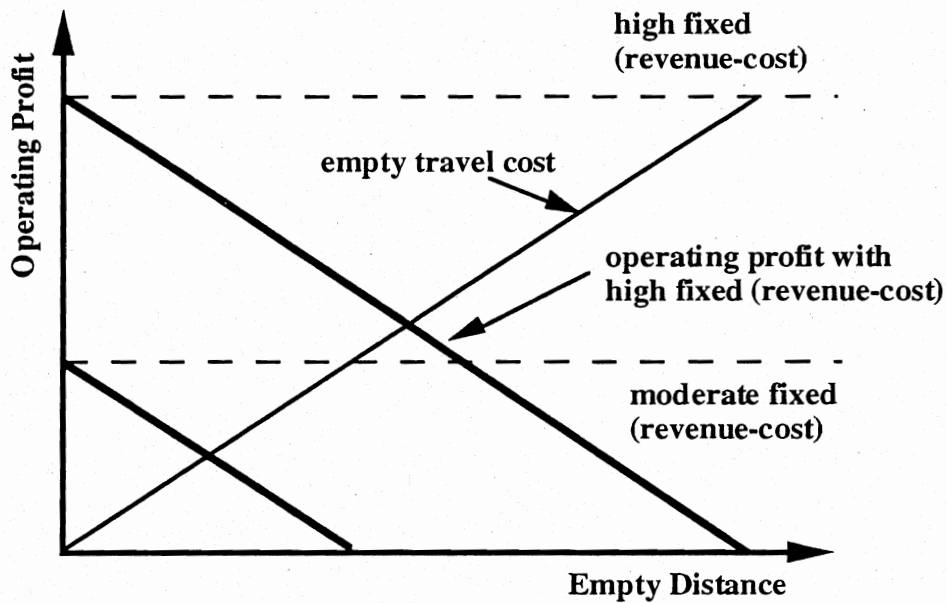 high fixed
(revenue-cost)
Operating Profit
empty travel cost
operating profit with
high fixed (revenue-cost)
moderate fixed
(revenue-cost)
Empty Distance